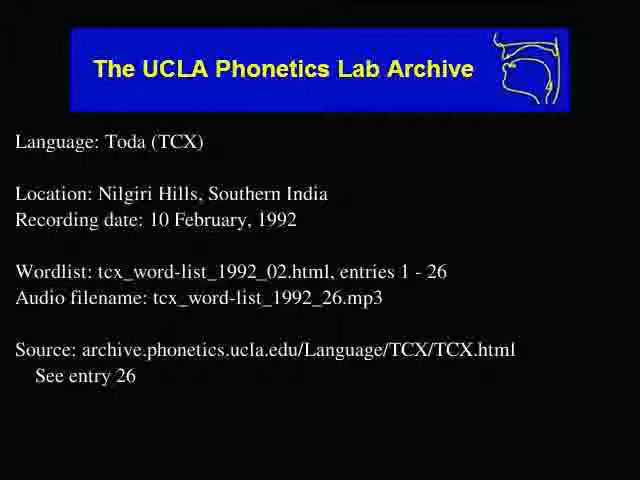 The UCLA Phonetics Lab Archive
Language: Toda (TCX)
Location: Nilgiri Hills, Southern India
Recording date: 10 February, 1992
Wordlist: tcx_word-list_1992_02.html, entries 1 - 26
Audio filename: tcx_word-list_1992_26.mp3
Source: archive.phonetics.ucla.edu/Language/TCX/TCX.html
See entry 26